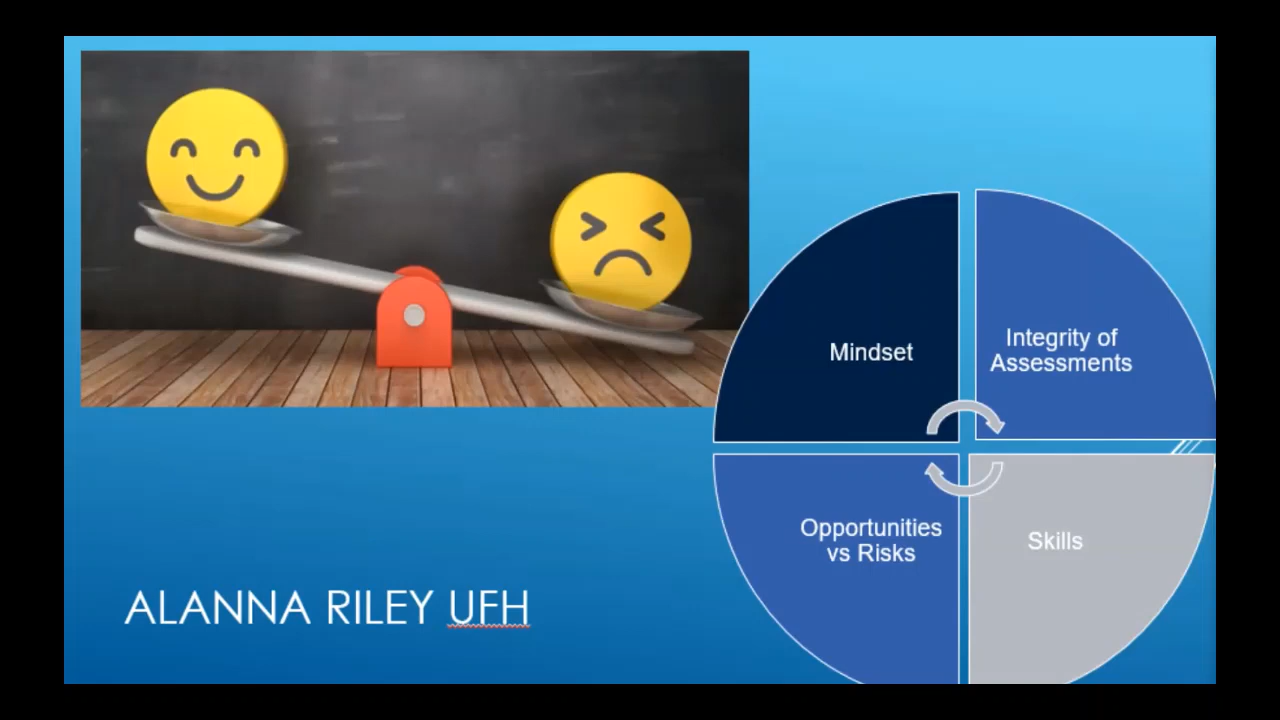 Mindset
Integrity of
Assessments
Opportunities
vs Risks
Skills
ALANNA RILEY UFH